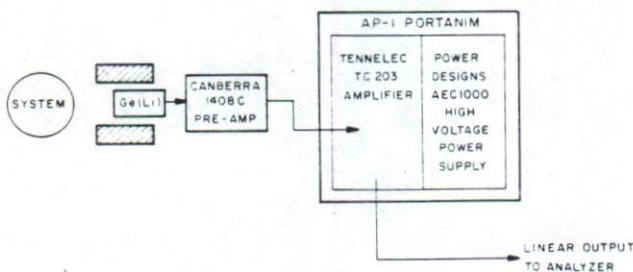 AP-1 PORTANIM
SYSTEM
Ge(Li)
CANBERRA
1408C
PRE-AMP
TENNELEC
TC 203
AMPLIFIER
POWER
DESIGNS
AEC1000
HIGH
VOLTAGE
POWER
SUPPLY
LINEAR OUTPUT
TO ANALYZER